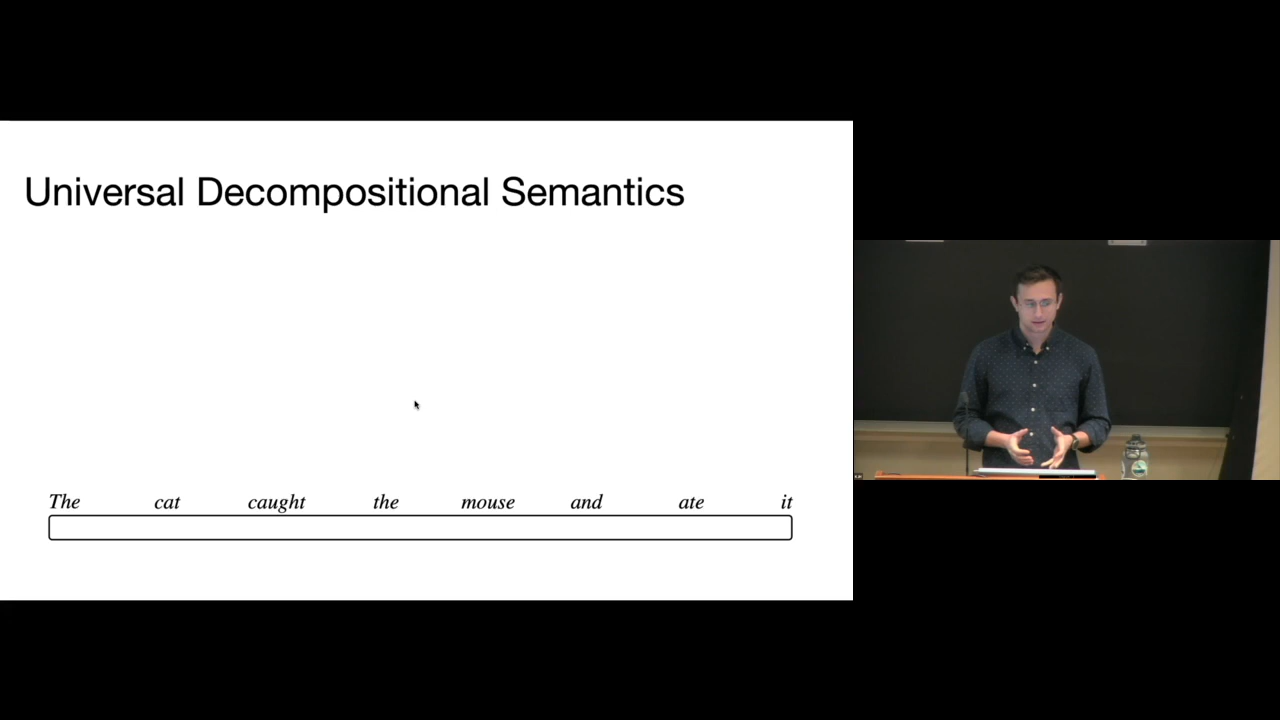 Universal Decompositional Semantics
The cat caught the mouse and ate it